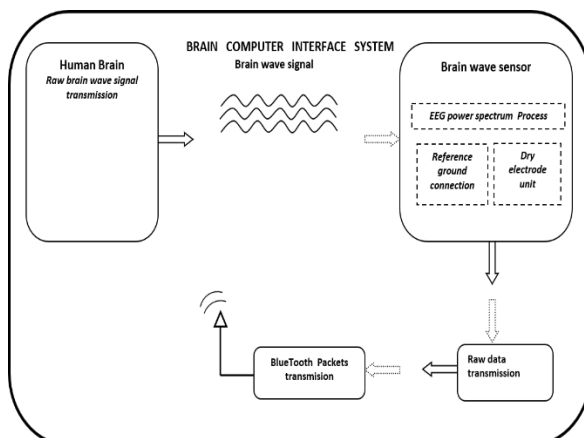 BRAIN COMPUTER INTERFACE SYSTEM
Human Brain
Raw brain wave signal
transmission
Brain wave signal
Brain wave sensor
EEG power spectrum Process
Reference
ground
connection
Dry
electrode
unit
BlueTooth Packets
transmision
Raw data
transmission